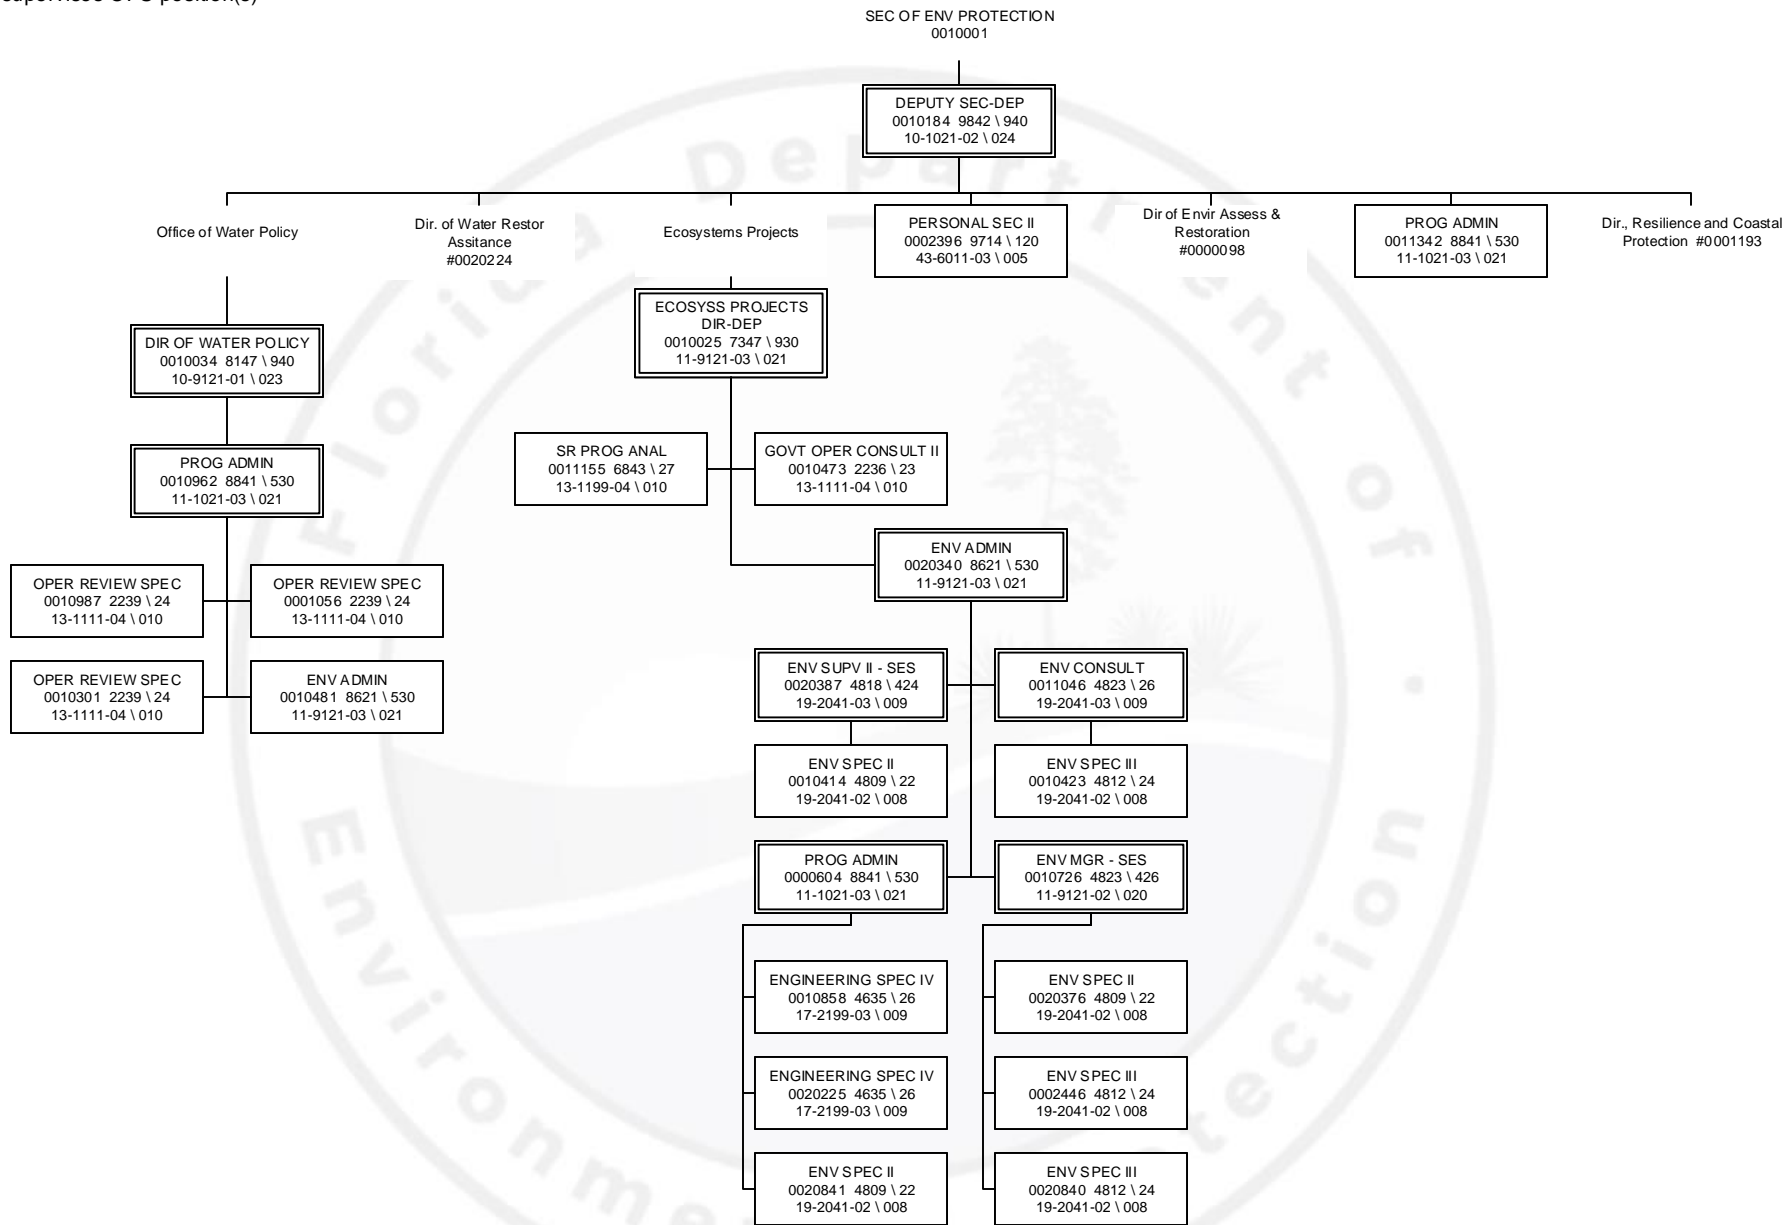 SEC OF ENV PROTECTION
0010001
DEPUTY SEC-DEP
0010184 9842 \ 940
10-1021-02 \ 024
Office of Water Policy
Dir. of Water Restor
Assitance
#0020224
Ecosystems Projects
PERSONAL SEC II
0002396 9714 \ 120
43-6011-03 \ 005
Dir of Envir Assess &
Restoration
#0000098
PROG ADMIN
0011342 8841 \ 530
11-1021-03 \ 021
Dir., Resilience and Coastal
Protection #0001193
DIR OF WATER POLICY
0010034 8147 \ 940
10-9121-01 \ 023
ECOSYSS PROJECTS
DIR-DEP
0010025 7347 \ 930
11-9121-03 \ 021
PROG ADMIN
0010962 8841 \ 530
11-1021-03 \ 021
SR PROG ANAL
0011155 6843 \ 27
13-1199-04 \ 010
GOVT OPER CONSULT II
0010473 2236 \ 23
13-1111-04 \ 010
OPER REVIEW SPEC
0010987 2239 \ 24
13-1111-04 \ 010
OPER REVIEW SPEC
0001056 2239 \ 24
13-1111-04 \ 010
ENV ADMIN
0020340 8621 \ 530
11-9121-03 \ 021
OPER REVIEW SPEC
0010301 2239 \ 24
13-1111-04 \ 010
ENV ADMIN
0010481 8621 \ 530
11-9121-03 \ 021
ENV SUPV II - SES
0020387 4818 \ 424
19-2041-03 \ 009
ENV CONSULT
0011046 4823 \ 26
19-2041-03 \ 009
ENV SPEC II
0010414 4809 \ 22
19-2041-02 \ 008
ENV SPEC III
0010423 4812 \ 24
19-2041-02 \ 008
PROG ADMIN
0000604 8841 \ 530
11-1021-03 \ 021
ENV MGR - SES
0010726 4823 \ 426
11-9121-02 \ 020
ENGINEERING SPEC IV
0010858 4635 \ 26
17-2199-03 \ 009
ENV SPEC II
0020376 4809 \ 22
19-2041-02 \ 008
ENGINEERING SPEC IV
0020225 4635 \ 26
17-2199-03 \ 009
ENV SPEC III
0002446 4812 \ 24
19-2041-02 \ 008
ENV SPEC II
0020841 4809 \ 22
19-2041-02 \ 008
ENV SPEC III
0020840 4812 \ 24
19-2041-02 \ 008
Florida Department of